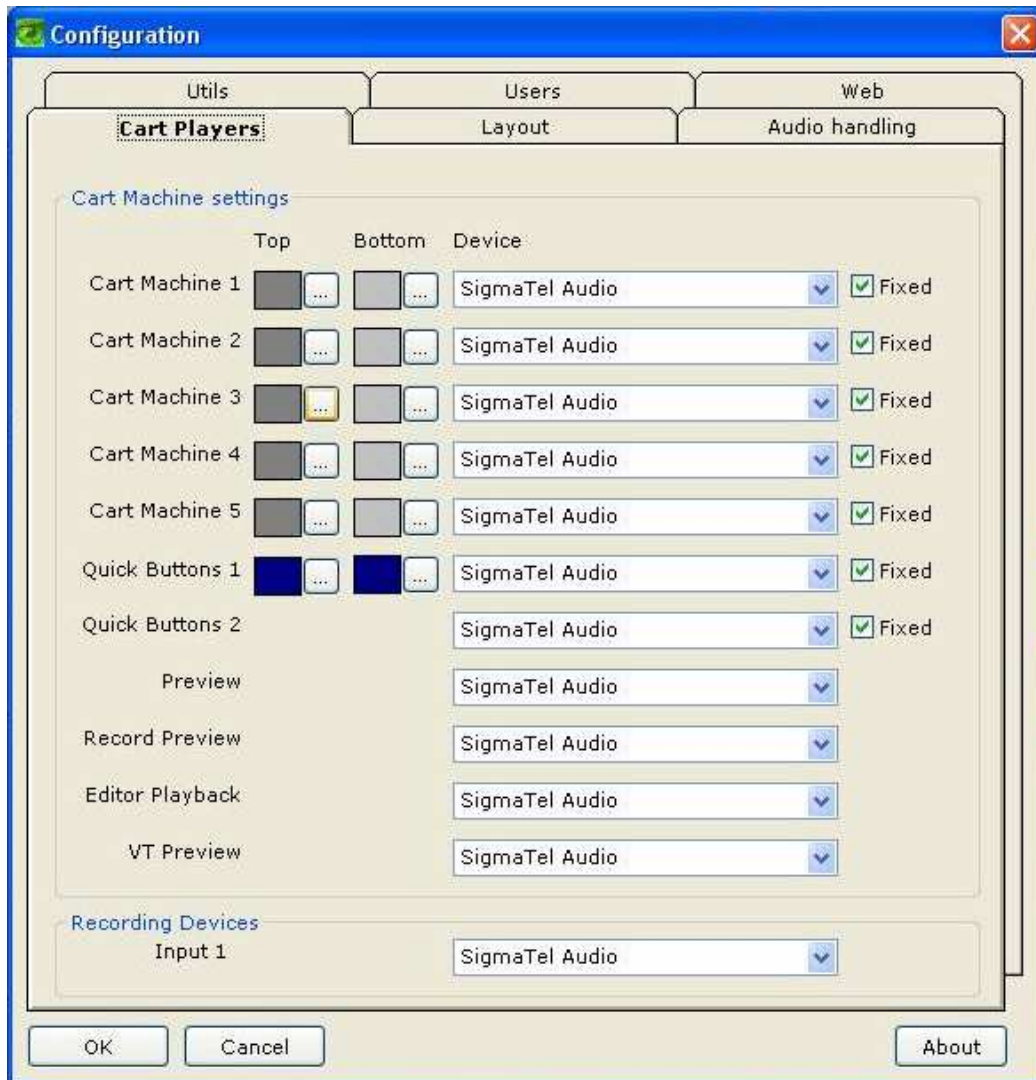 Configuration
Utils Users Web
Cart Players Layout Audio handling
Cart Machine settings
Top Bottom Device
Cart Machine 1 ... ... SigmaTel Audio Fixed
Cart Machine 2 ... ... SigmaTel Audio Fixed
Cart Machine 3 ... ... SigmaTel Audio Fixed
Cart Machine 4 ... ... SigmaTel Audio Fixed
Cart Machine 5 ... ... SigmaTel Audio Fixed
Quick Buttons 1 ... ... SigmaTel Audio Fixed
Quick Buttons 2 SigmaTel Audio Fixed
Preview SigmaTel Audio
Record Preview SigmaTel Audio
Editor Playback SigmaTel Audio
VT Preview SigmaTel Audio
Recording Devices
Input 1 SigmaTel Audio
OK Cancel About